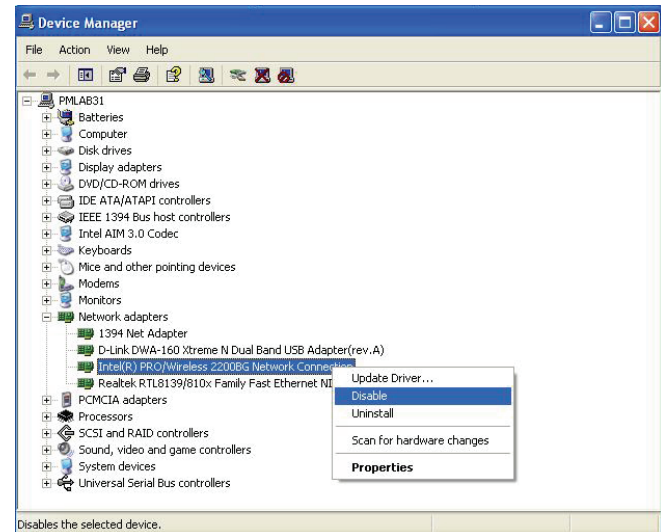 Device Manager
File Action View Help
PMLAB31
Batteries
Computer
Disk drives
Display adapters
DVD/CD-ROM drives
IDE ATA/ATAPI controllers
IEEE 1394 Bus host controllers
Intel AIM 3.0 Codec
Keyboards
Mice and other pointing devices
Modems
Monitors
Network adapters
1394 Net Adapter
D-Link DWA-160 Xtreme N Dual Band USB Adapter(rev.A)
Intel(R) PRO/Wireless 2200BG Network Connection
Realtek RTL8139/810x Family Fast Ethernet NI
PCMCIA adapters
Processors
SCSI and RAID controllers
Sound, video and game controllers
System devices
Universal Serial Bus controllers
Update Driver...
Disable
Uninstall
Scan for hardware changes
Properties
Disables the selected device.